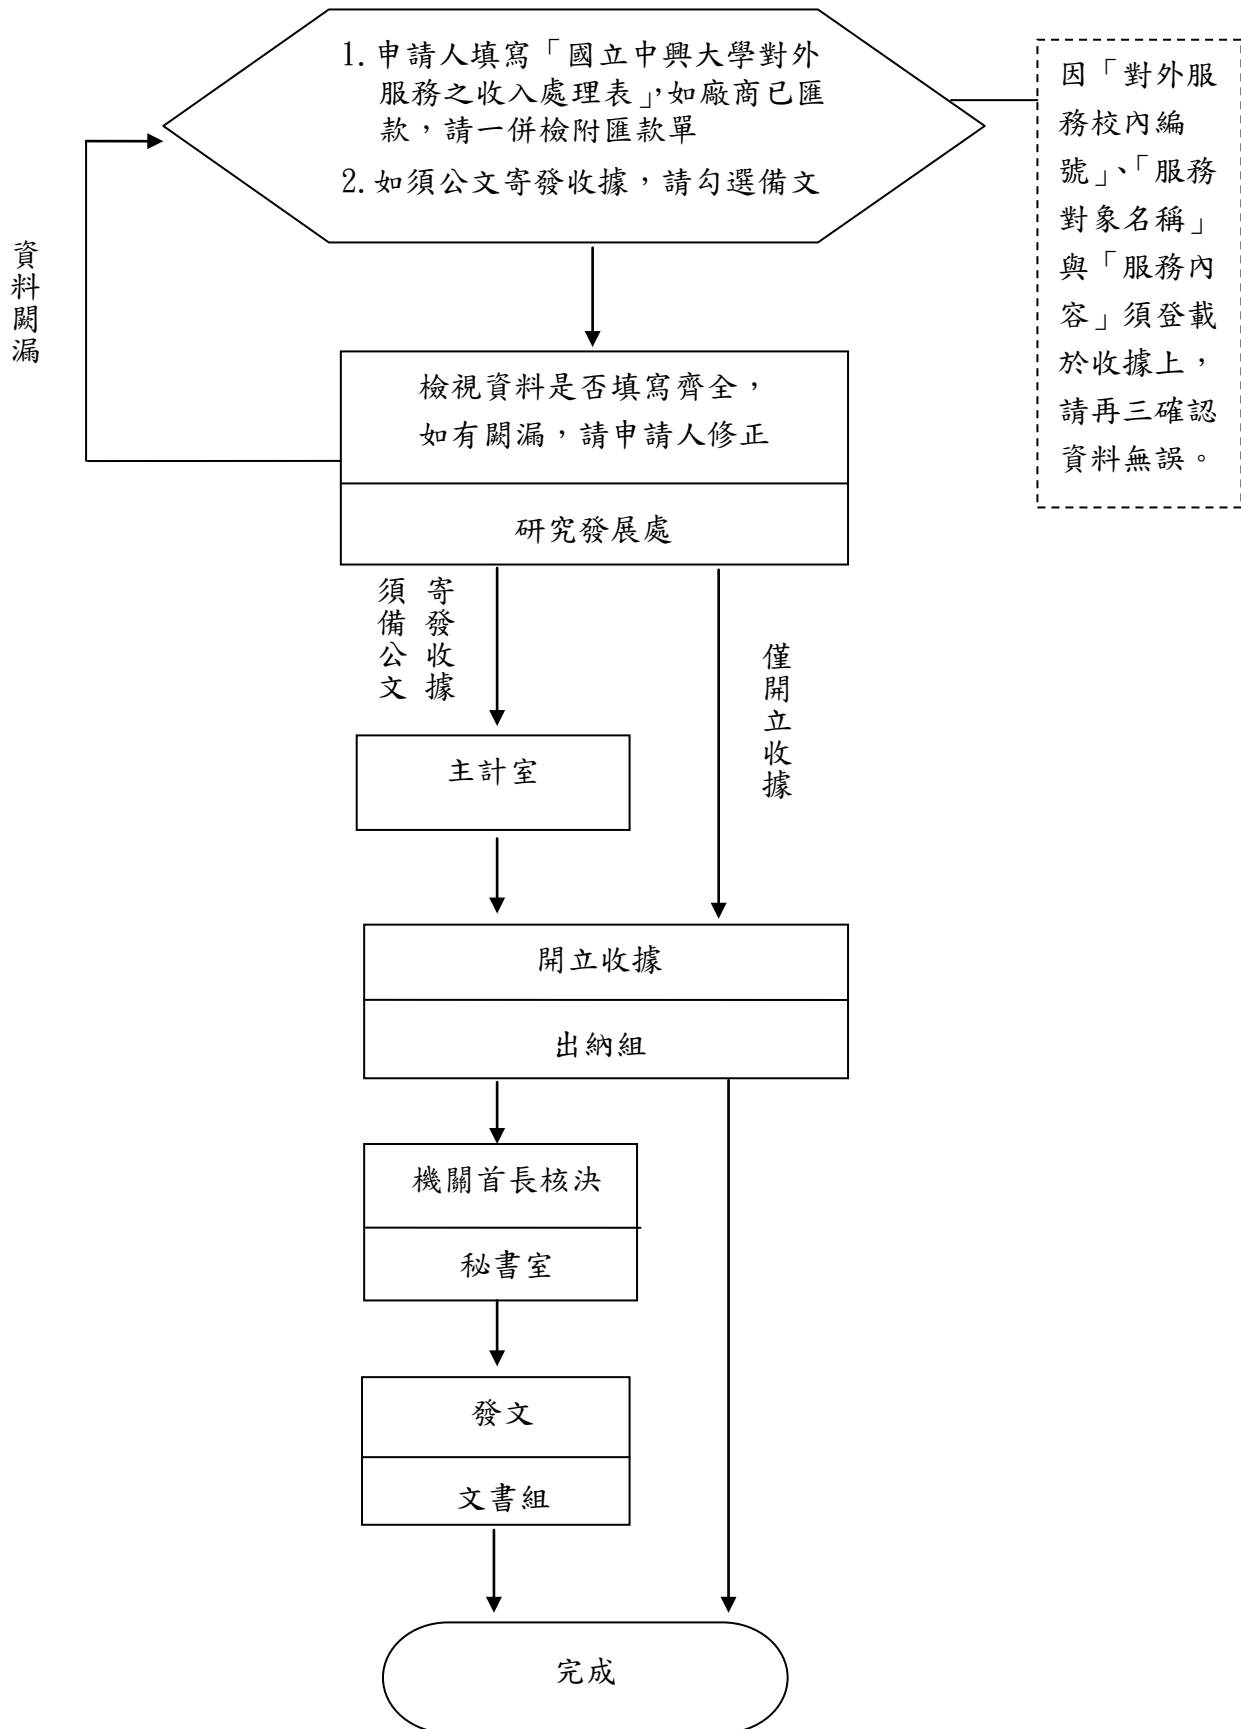 1. 申請人填寫「國立中興大學對外
服務之收入處理表」,如廠商已匯
款，請一併檢附匯款單
2. 如須公文寄發收據，請勾選備文
因「對外服
務校內編
號」、「服務
對象名稱」
與「服務內
容」須登載
於收據上，
請再三確認
資料無誤。
資料闕漏
檢視資料是否填寫齊全，
如有闕漏，請申請人修正
研究發展處
須備公文
寄發收據
僅開立收據
主計室
開立收據
出納組
機關首長核決
秘書室
發文
文書組
完成